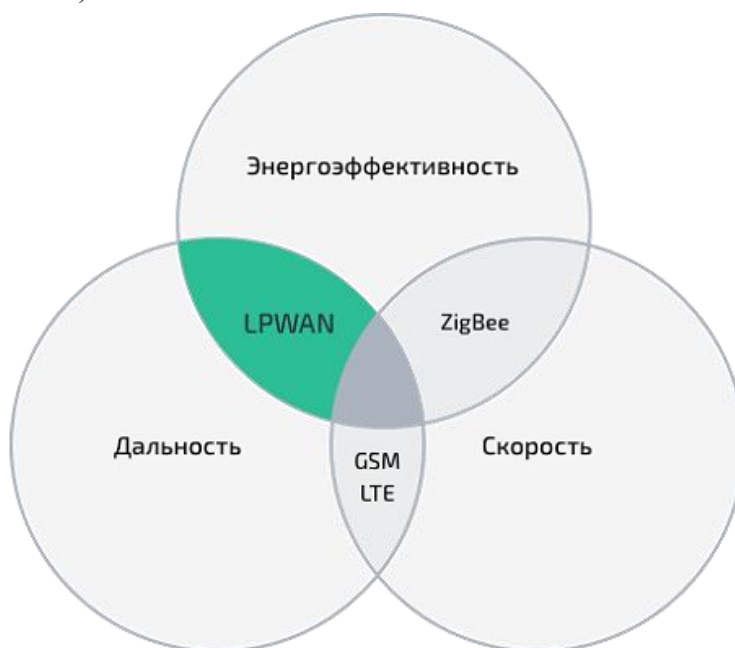 Энергоэффективность
LPWAN
ZigBee
Дальность
Скорость
GSM
LTE